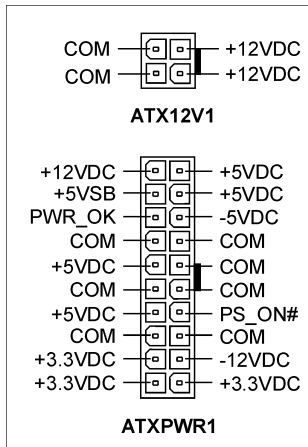 COM +12VDC
COM +12VDC
ATX12V1
+12VDC +5VDC
+5VSB +5VDC
PWR_OK -5VDC
COM COM
+5VDC COM
COM COM
+5VDC PS_ON#
COM COM
+3.3VDC -12VDC
+3.3VDC +3.3VDC
ATXPWR1